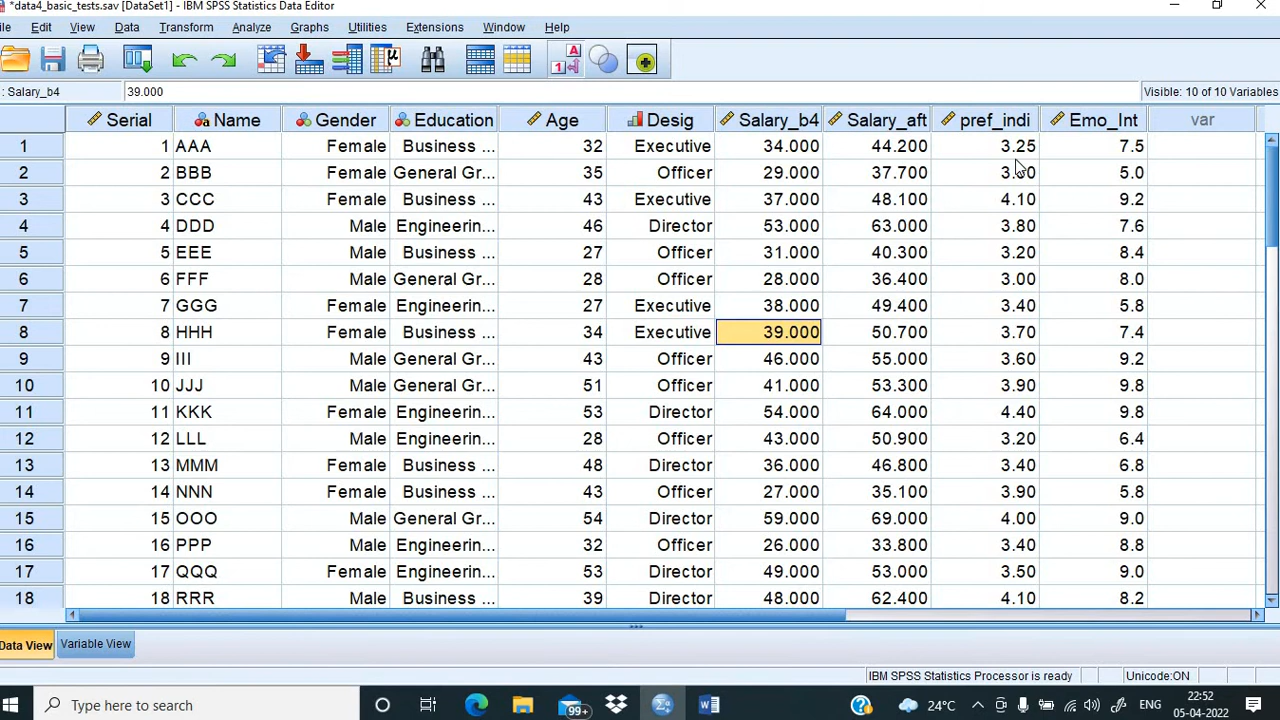 *data4_basic_tests.sav [DataSet1] - IBM SPSS Statistics Data Editor
ile Edit View Data Transform Analyze Graphs Utilities Extensions Window Help
: Salary_b4 39.000 Visible: 10 of 10 Variables
Serial Name Gender Education Age Desig Salary_b4 Salary_aft pref_indi Emo_Int var
1 1 AAA Female Business ... 32 Executive 34.000 44.200 3.25 7.5
2 2 BBB Female General Gr... 35 Officer 29.000 37.700 5.0
3 3 CCC Female Business ... 43 Executive 37.000 48.100 4.10 9.2
4 4 DDD Male Engineerin... 46 Director 53.000 63.000 3.80 7.6
5 5 EEE Male Business ... 27 Officer 31.000 40.300 3.20 8.4
6 6 FFF Male General Gr... 28 Officer 28.000 36.400 3.00 8.0
7 7 GGG Female Engineerin... 27 Executive 38.000 49.400 3.40 5.8
8 8 HHH Female Business ... 34 Executive 39.000 50.700 3.70 7.4
9 9 III Male General Gr... 43 Officer 46.000 55.000 3.60 9.2
10 10 JJJ Male General Gr... 51 Officer 41.000 53.300 3.90 9.8
11 11 KKK Female Engineerin... 53 Director 54.000 64.000 4.40 9.8
12 12 LLL Male Engineerin... 28 Officer 43.000 50.900 3.20 6.4
13 13 MMM Female Business ... 48 Director 36.000 46.800 3.40 6.8
14 14 NNN Female Business ... 43 Officer 27.000 35.100 3.90 5.8
15 15 OOO Male General Gr... 54 Director 59.000 69.000 4.00 9.0
16 16 PPP Male Engineerin... 32 Officer 26.000 33.800 3.40 8.8
17 17 QQQ Female Engineerin... 53 Director 49.000 53.000 3.50 9.0
18 18 RRR Male Business ... 39 Director 48.000 62.400 4.10 8.2
Data View Variable View
IBM SPSS Statistics Processor is ready Unicode:ON
Type here to search 99+ 24°C ENG 22:52
05-04-2022